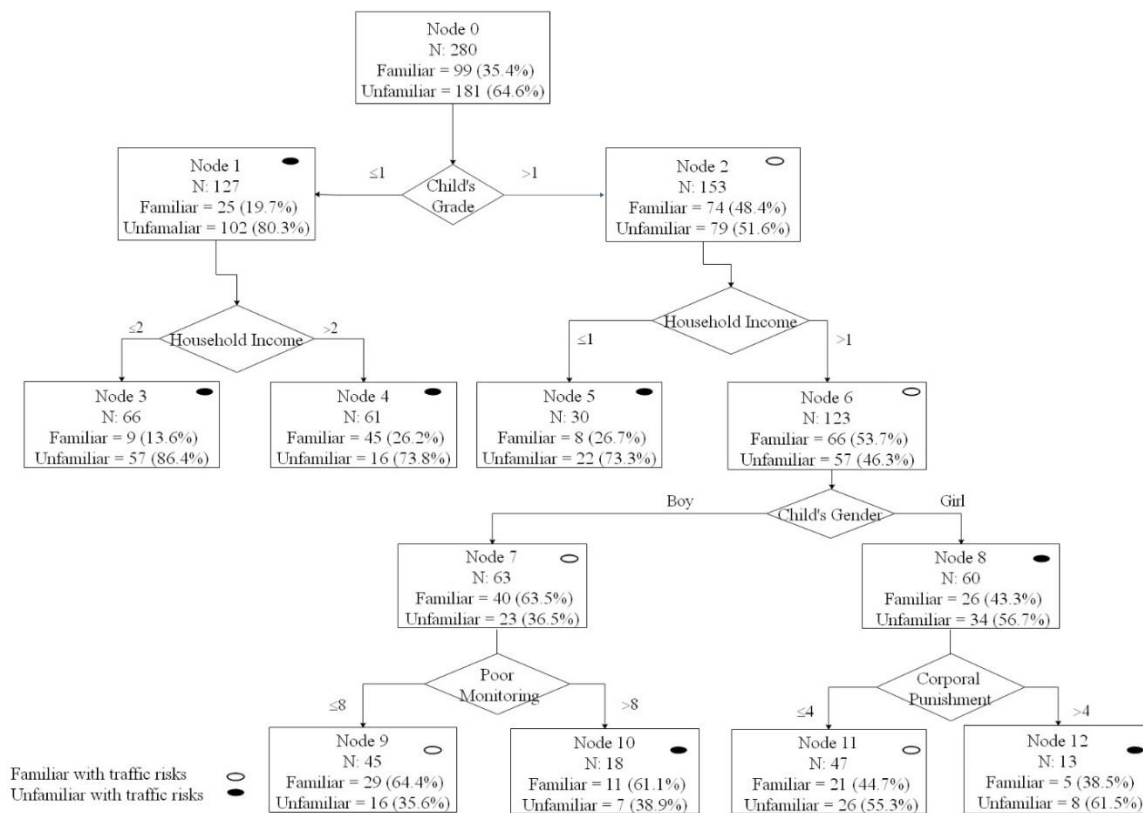 Node 0
N: 280
Familiar = 99 (35.4%)
Unfamiliar = 181 (64.6%)
Node 1
N: 127
Familiar = 25 (19.7%)
Unfamaliar = 102 (80.3%)
≤1
Child's
Grade
>1
Node 2
N: 153
Familiar = 74 (48.4%)
Unfamiliar = 79 (51.6%)
≤2
Household Income
>2
≤1
Household Income
>1
Node 3
N: 66
Familiar = 9 (13.6%)
Unfamiliar = 57 (86.4%)
Node 4
N: 61
Familiar = 45 (26.2%)
Unfamiliar = 16 (73.8%)
Node 5
N: 30
Familiar = 8 (26.7%)
Unfamiliar = 22 (73.3%)
Node 6
N: 123
Familiar = 66 (53.7%)
Unfamiliar = 57 (46.3%)
Boy
Child's Gender
Girl
Node 7
N: 63
Familiar = 40 (63.5%)
Unfamiliar = 23 (36.5%)
Node 8
N: 60
Familiar = 26 (43.3%)
Unfamiliar = 34 (56.7%)
≤8
Poor
Monitoring
>8
≤4
Corporal
Punishment
>4
Node 9
N: 45
Familiar = 29 (64.4%)
Unfamiliar = 16 (35.6%)
Node 10
N: 18
Familiar = 11 (61.1%)
Unfamiliar = 7 (38.9%)
Node 11
N: 47
Familiar = 21 (44.7%)
Unfamiliar = 26 (55.3%)
Node 12
N: 13
Familiar = 5 (38.5%)
Unfamiliar = 8 (61.5%)
Familiar with traffic risks
Unfamiliar with traffic risks